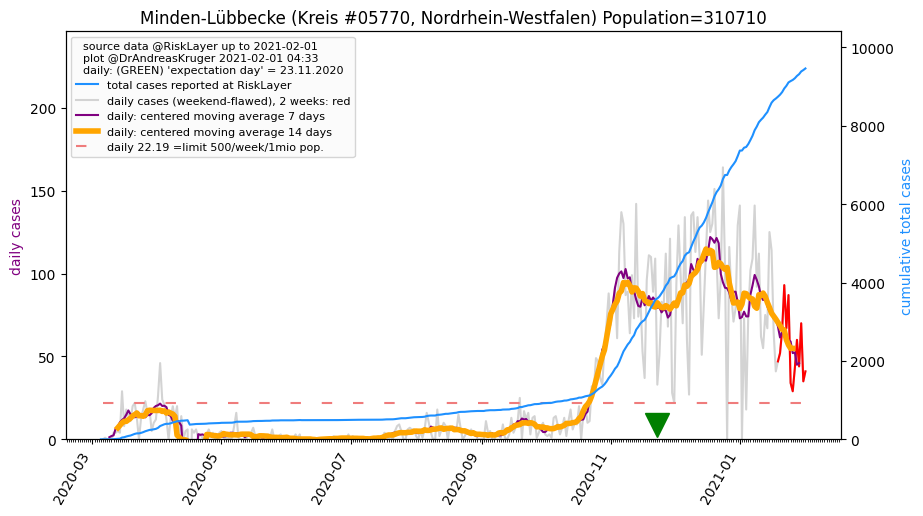 Minden-Lübbecke (Kreis #05770, Nordrhein-Westfalen) Population=310710
source data @RiskLayer up to 2021-02-01
plot @DrAndreasKruger 2021-02-01 04:33
daily: (GREEN) 'expectation day' = 23.11.2020
total cases reported at RiskLayer
daily cases (weekend-flawed), 2 weeks: red
daily: centered moving average 7 days
daily: centered moving average 14 days
daily 22.19 =limit 500/week/1mio pop.
daily cases
200
150
100
50
0
10000
8000
6000
4000
2000
0
cumulative total cases
2020-03
2020-05
2020-07
2020-09
2020-11
2021-01